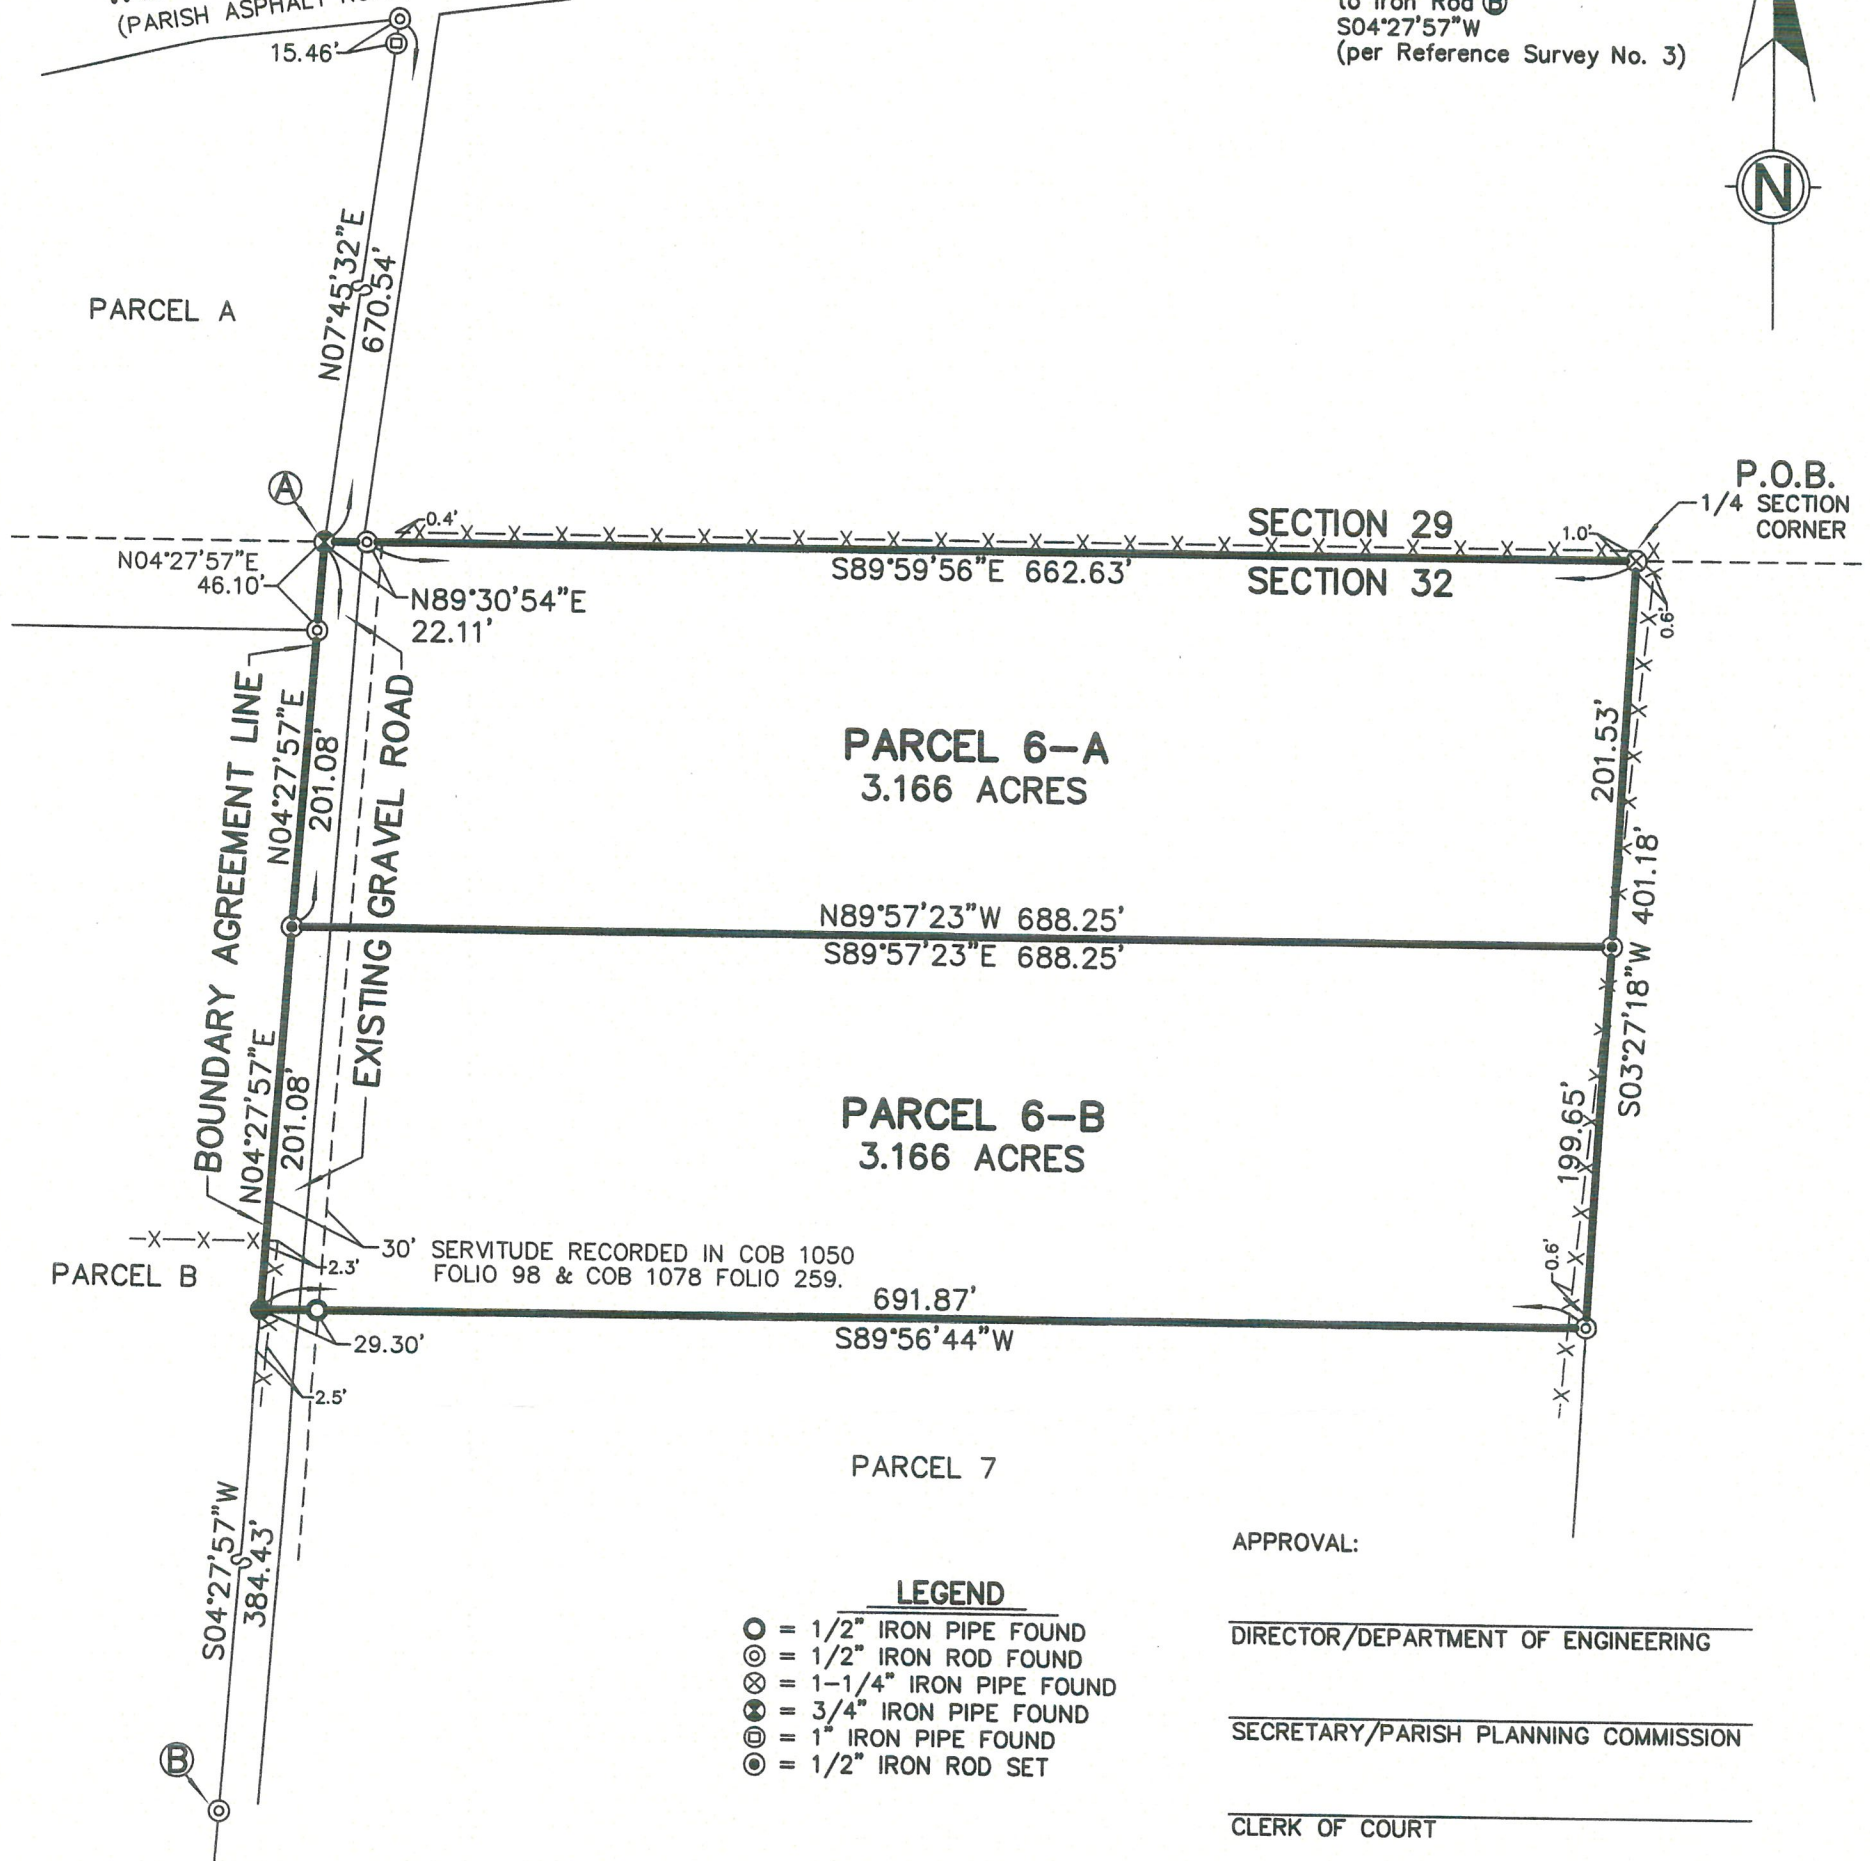 (PARISH ASPHALT
15.46'
to Iron Rod Ⓑ
S04°27'57"W
(per Reference Survey No. 3)
N
N07°45'32"E
670.54'
PARCEL A
A
P.O.B.
1/4 SECTION
CORNER
0.4'
SECTION 29
1.0'
N04°27'57"E
46.10'
S89°59'56"E 662.63'
SECTION 32
N89°30'54"E
22.11'
0.6'
BOUNDARY AGREEMENT LINE
N04°27'57"E
201.08'
EXISTING GRAVEL ROAD
PARCEL 6-A
3.166 ACRES
201.53'
S03°27'18"W 401.18'
N89°57'23"W 688.25'
S89°57'23"E 688.25'
N04°27'57"E
201.08'
PARCEL 6-B
3.166 ACRES
199.65'
30' SERVITUDE RECORDED IN COB 1050
FOLIO 98 & COB 1078 FOLIO 259.
2.3'
PARCEL B
0.6'
691.87'
S89°56'44"W
29.30'
2.5'
PARCEL 7
S04°27'57"W
384.43'
B
LEGEND
= 1/2" IRON PIPE FOUND
= 1/2" IRON ROD FOUND
= 1-1/4" IRON PIPE FOUND
= 3/4" IRON PIPE FOUND
= 1" IRON PIPE FOUND
= 1/2" IRON ROD SET
APPROVAL:
DIRECTOR/DEPARTMENT OF ENGINEERING
SECRETARY/PARISH PLANNING COMMISSION
CLERK OF COURT